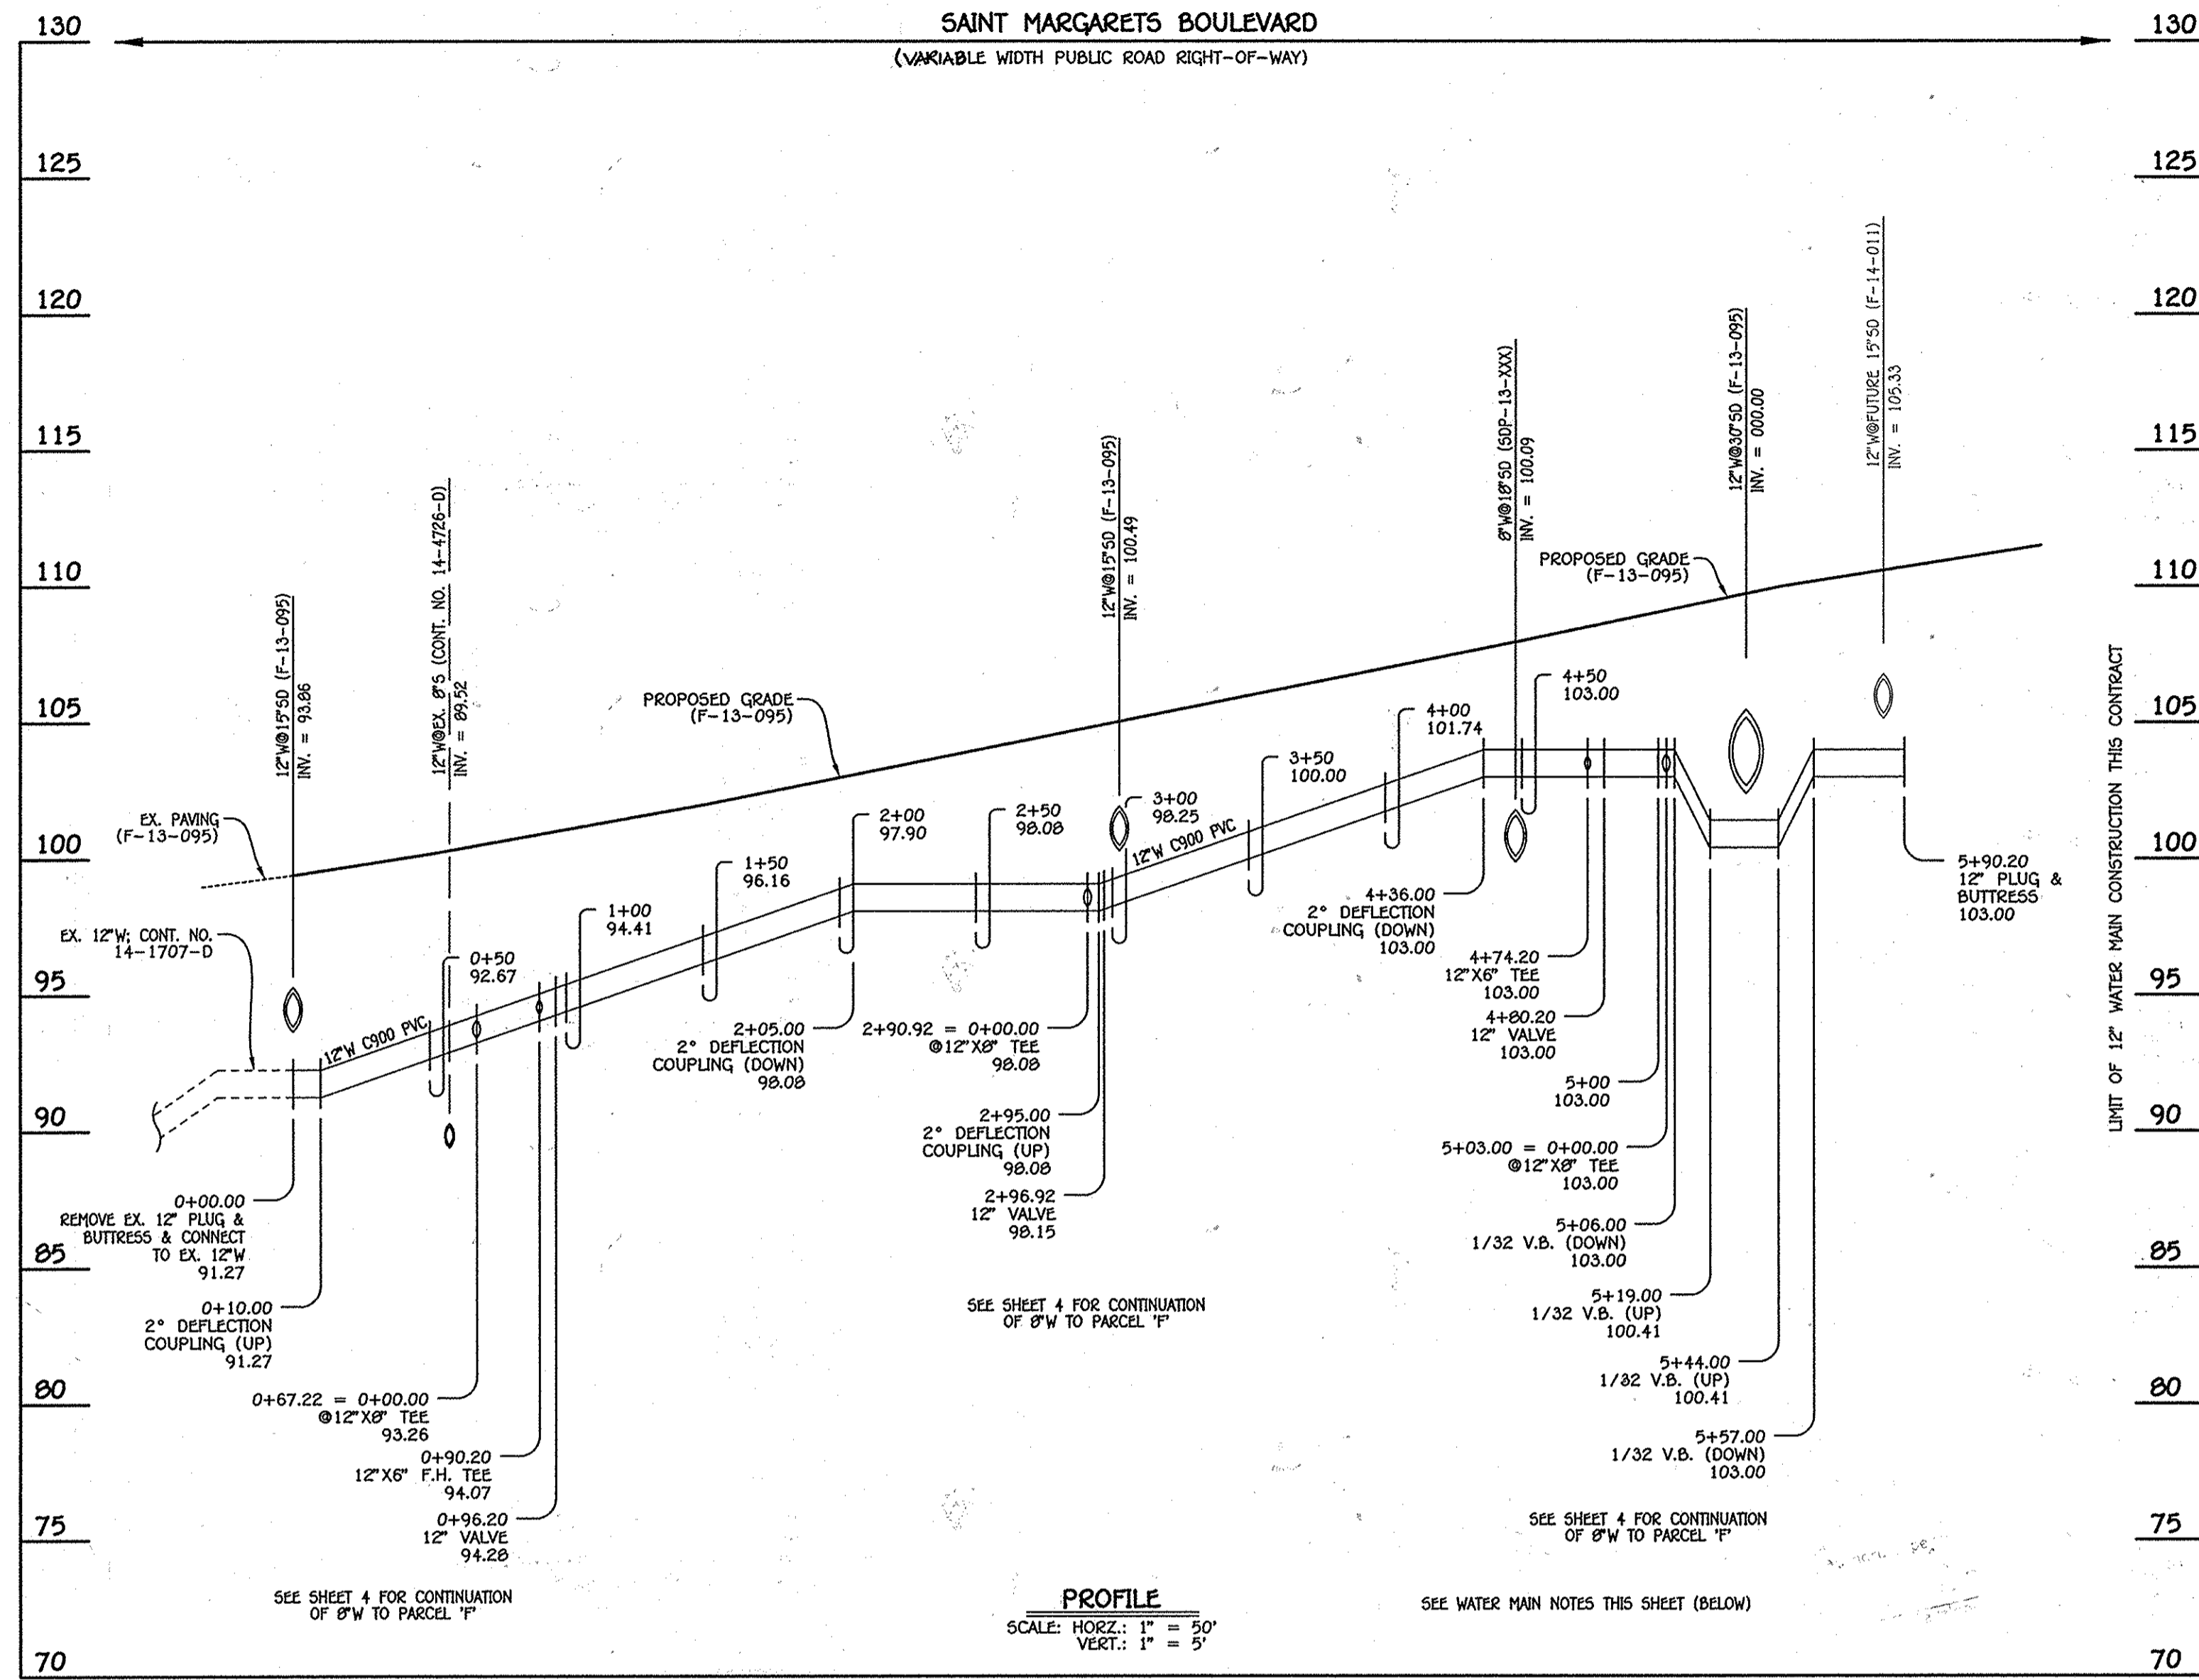 SAINT MARGARETS BOULEVARD
(VARIABLE WIDTH PUBLIC ROAD RIGHT-OF-WAY)
130
125
120
115
110
105
100
95
90
85
80
75
70
130
125
120
115
110
105
100
95
90
85
80
75
70
12"W@15"SD (F-13-095)
INV. = 93.86
12"W@EX. 8"S (CONT. NO. 14-4726-D)
INV. = 89.52
12"W@15"SD (F-13-095)
INV. = 100.49
8"W@18"SD (SDP-13-XXX)
INV. = 100.09
12"W@30"SD (F-13-095)
INV. = 000.00
12"W@FUTURE 15"SD (F-14-011)
INV. = 105.33
EX. PAVING
(F-13-095)
EX. 12"W; CONT. NO.
14-1707-D
PROPOSED GRADE
(F-13-095)
PROPOSED GRADE
(F-13-095)
12"W C900 PVC
12"W C900 PVC
0+50
92.67
1+00
94.41
1+50
96.16
2+00
97.90
2+50
98.08
3+00
98.25
3+50
100.00
4+00
101.74
4+50
103.00
0+00.00
REMOVE EX. 12" PLUG &
BUTTRESS & CONNECT
TO EX. 12"W
91.27
0+10.00
2° DEFLECTION
COUPLING (UP)
91.27
0+67.22 = 0+00.00
@12"X8" TEE
93.26
0+90.20
12"X6" F.H. TEE
94.07
0+96.20
12" VALVE
94.28
2+05.00
2° DEFLECTION
COUPLING (DOWN)
98.08
2+90.92 = 0+00.00
@12"X8" TEE
98.08
2+95.00
2° DEFLECTION
COUPLING (UP)
98.08
2+96.92
12" VALVE
98.15
4+36.00
2° DEFLECTION
COUPLING (DOWN)
103.00
4+74.20
12"X6" TEE
103.00
4+80.20
12" VALVE
103.00
5+00
103.00
5+03.00 = 0+00.00
@12"X8" TEE
103.00
5+06.00
1/32 V.B. (DOWN)
103.00
5+19.00
1/32 V.B. (UP)
100.41
5+44.00
1/32 V.B. (UP)
100.41
5+57.00
1/32 V.B. (DOWN)
103.00
5+90.20
12" PLUG &
BUTTRESS
103.00
LIMIT OF 12" WATER MAIN CONSTRUCTION THIS CONTRACT
SEE SHEET 4 FOR CONTINUATION
OF 8"W TO PARCEL 'F'
SEE SHEET 4 FOR CONTINUATION
OF 8"W TO PARCEL 'F'
SEE SHEET 4 FOR CONTINUATION
OF 8"W TO PARCEL 'F'
PROFILE
SCALE: HORZ.: 1" = 50'
VERT.: 1" = 5'
SEE WATER MAIN NOTES THIS SHEET (BELOW)